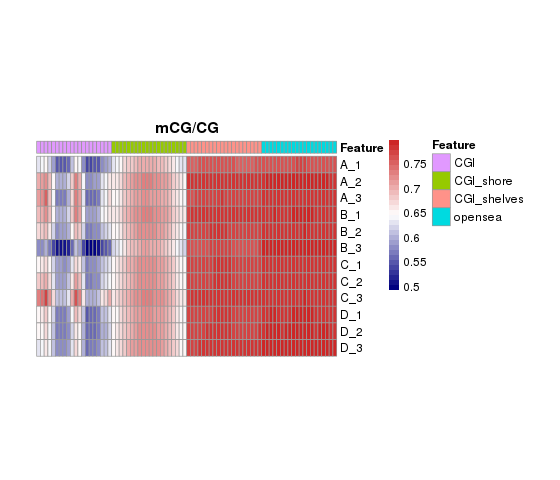 mCG/CG
Feature
A_1
A_2
A_3
B_1
B_2
B_3
C_1
C_2
C_3
D_1
D_2
D_3
0.75
0.7
0.65
0.6
0.55
0.5
Feature
CGI
CGI_shore
CGI_shelves
opensea